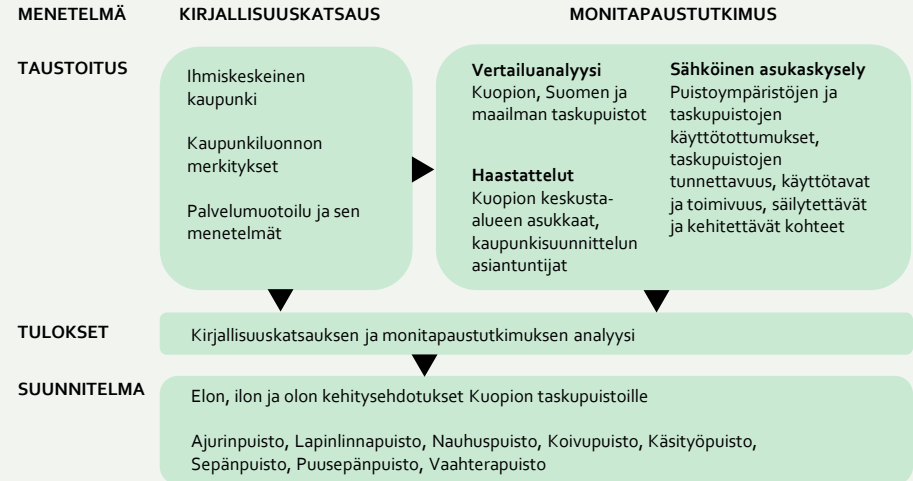 MENETELMÄ
KIRJALLISUUSKATSAUS
MONITAPAUSTUTKIMUS
TAUSTOITUS
Ihmiskeskeinen
kaupunki
Kaupunkiluonnon
merkitykset
Palvelumuotoilu ja sen
menetelmät
Vertailuanalyysi
Kuopion, Suomen ja
maailman taskupuistot
Haastattelut
Kuopion keskusta-
alueen asukkaat,
kaupunkisuunnittelun
asiantuntijat
Sähköinen asukaskysely
Puistoympäristöjen ja
taskupuistojen
käyttötottumukset,
taskupuistojen
tunnettavuus, käyttötavat
ja toimivuus, säilytettävät
ja kehitettävät kohteet
TULOKSET
Kirjallisuuskatsauksen ja monitapaustutkimuksen analyysi
SUUNNITELMA
Elon, ilon ja olon kehitysehdotukset Kuopion taskupuistoille
Ajurinpuisto, Lapinlinnapuisto, Nauhuspuisto, Koivupuisto, Käsityöpuisto,
Sepänpuisto, Puusepänpuisto, Vaahterapuisto